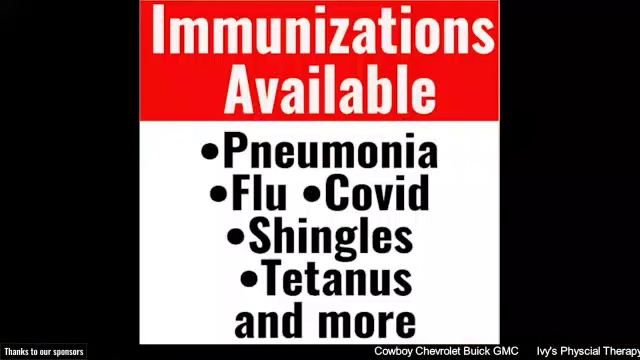 Immunizations
Available
•Pneumonia
•Flu •Covid
•Shingles
•Tetanus
and more
Thanks to our sponsors
Cowboy Chevrolet Buick GMC Ivy's Physcial Therapy